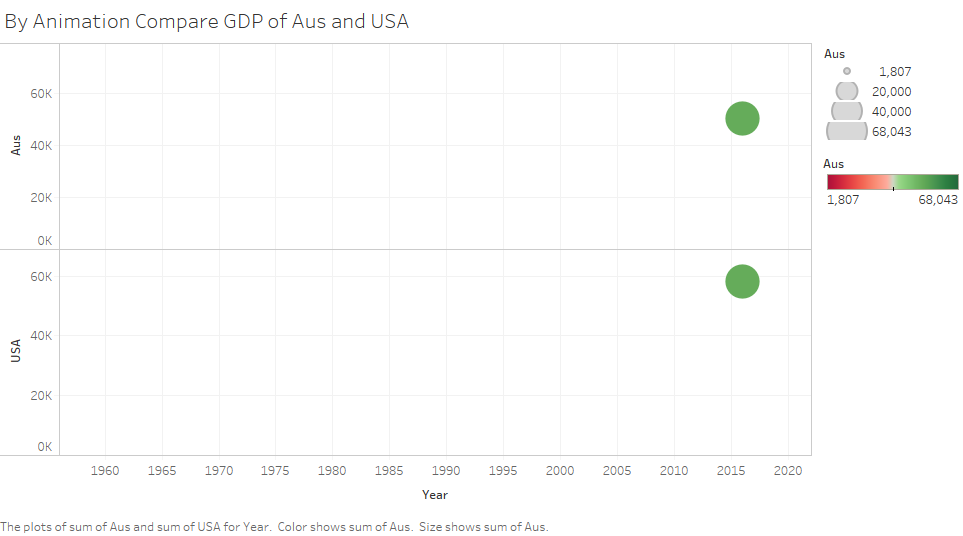 By Animation Compare GDP of Aus and USA
Aus
60K
40K
20K
0K
USA
60K
40K
20K
0K
1960 1965 1970 1975 1980 1985 1990 1995 2000 2005 2010 2015 2020
Year
Aus
1,807
20,000
40,000
68,043
Aus
1,807 68,043
The plots of sum of Aus and sum of USA for Year. Color shows sum of Aus. Size shows sum of Aus.